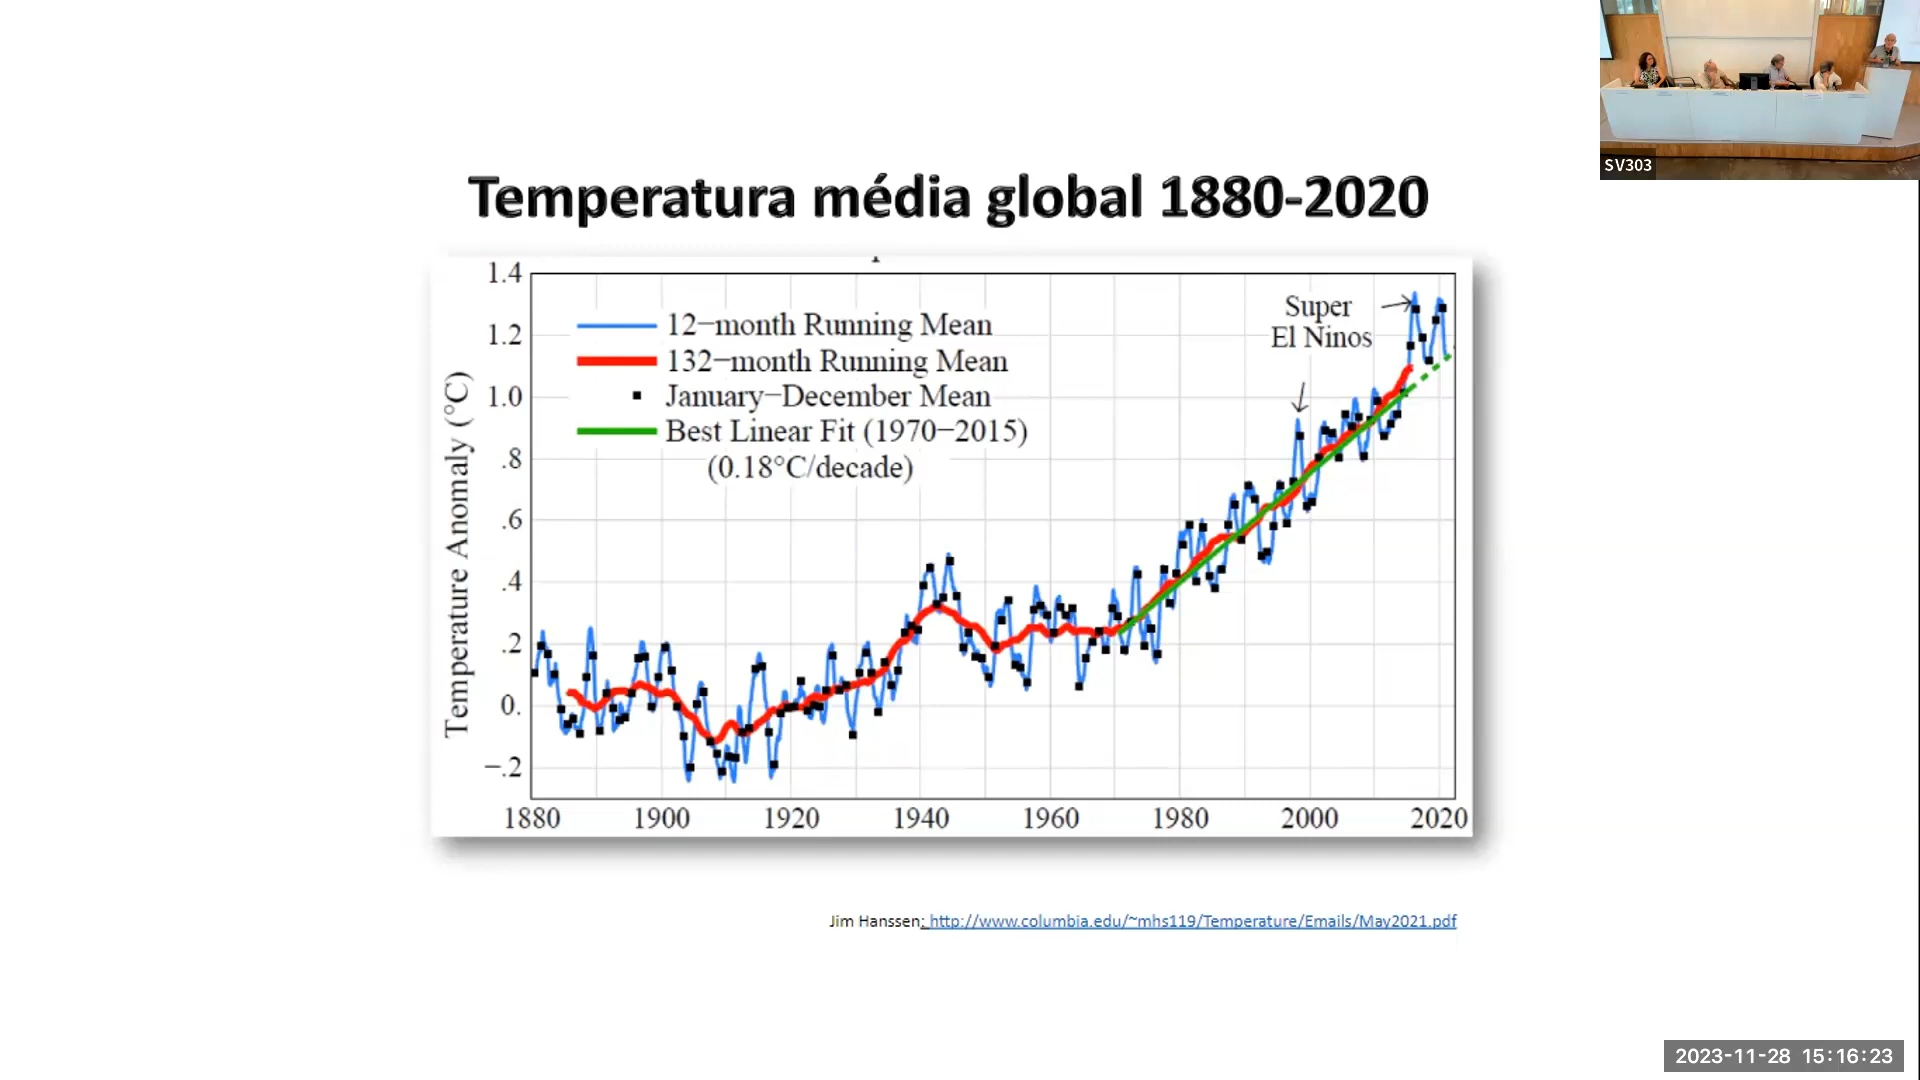 SV303
Temperatura média global 1880-2020
1.4
1.2
1.0
.8
.6
.4
.2
0.
−.2
Temperature Anomaly (°C)
12−month Running Mean
132−month Running Mean
January−December Mean
Best Linear Fit (1970−2015)
(0.18°C/decade)
Super
El Ninos
1880 1900 1920 1940 1960 1980 2000 2020
Jim Hanssen: http://www.columbia.edu/~mhs119/Temperature/Emails/May2021.pdf
2023-11-28 15:16:23